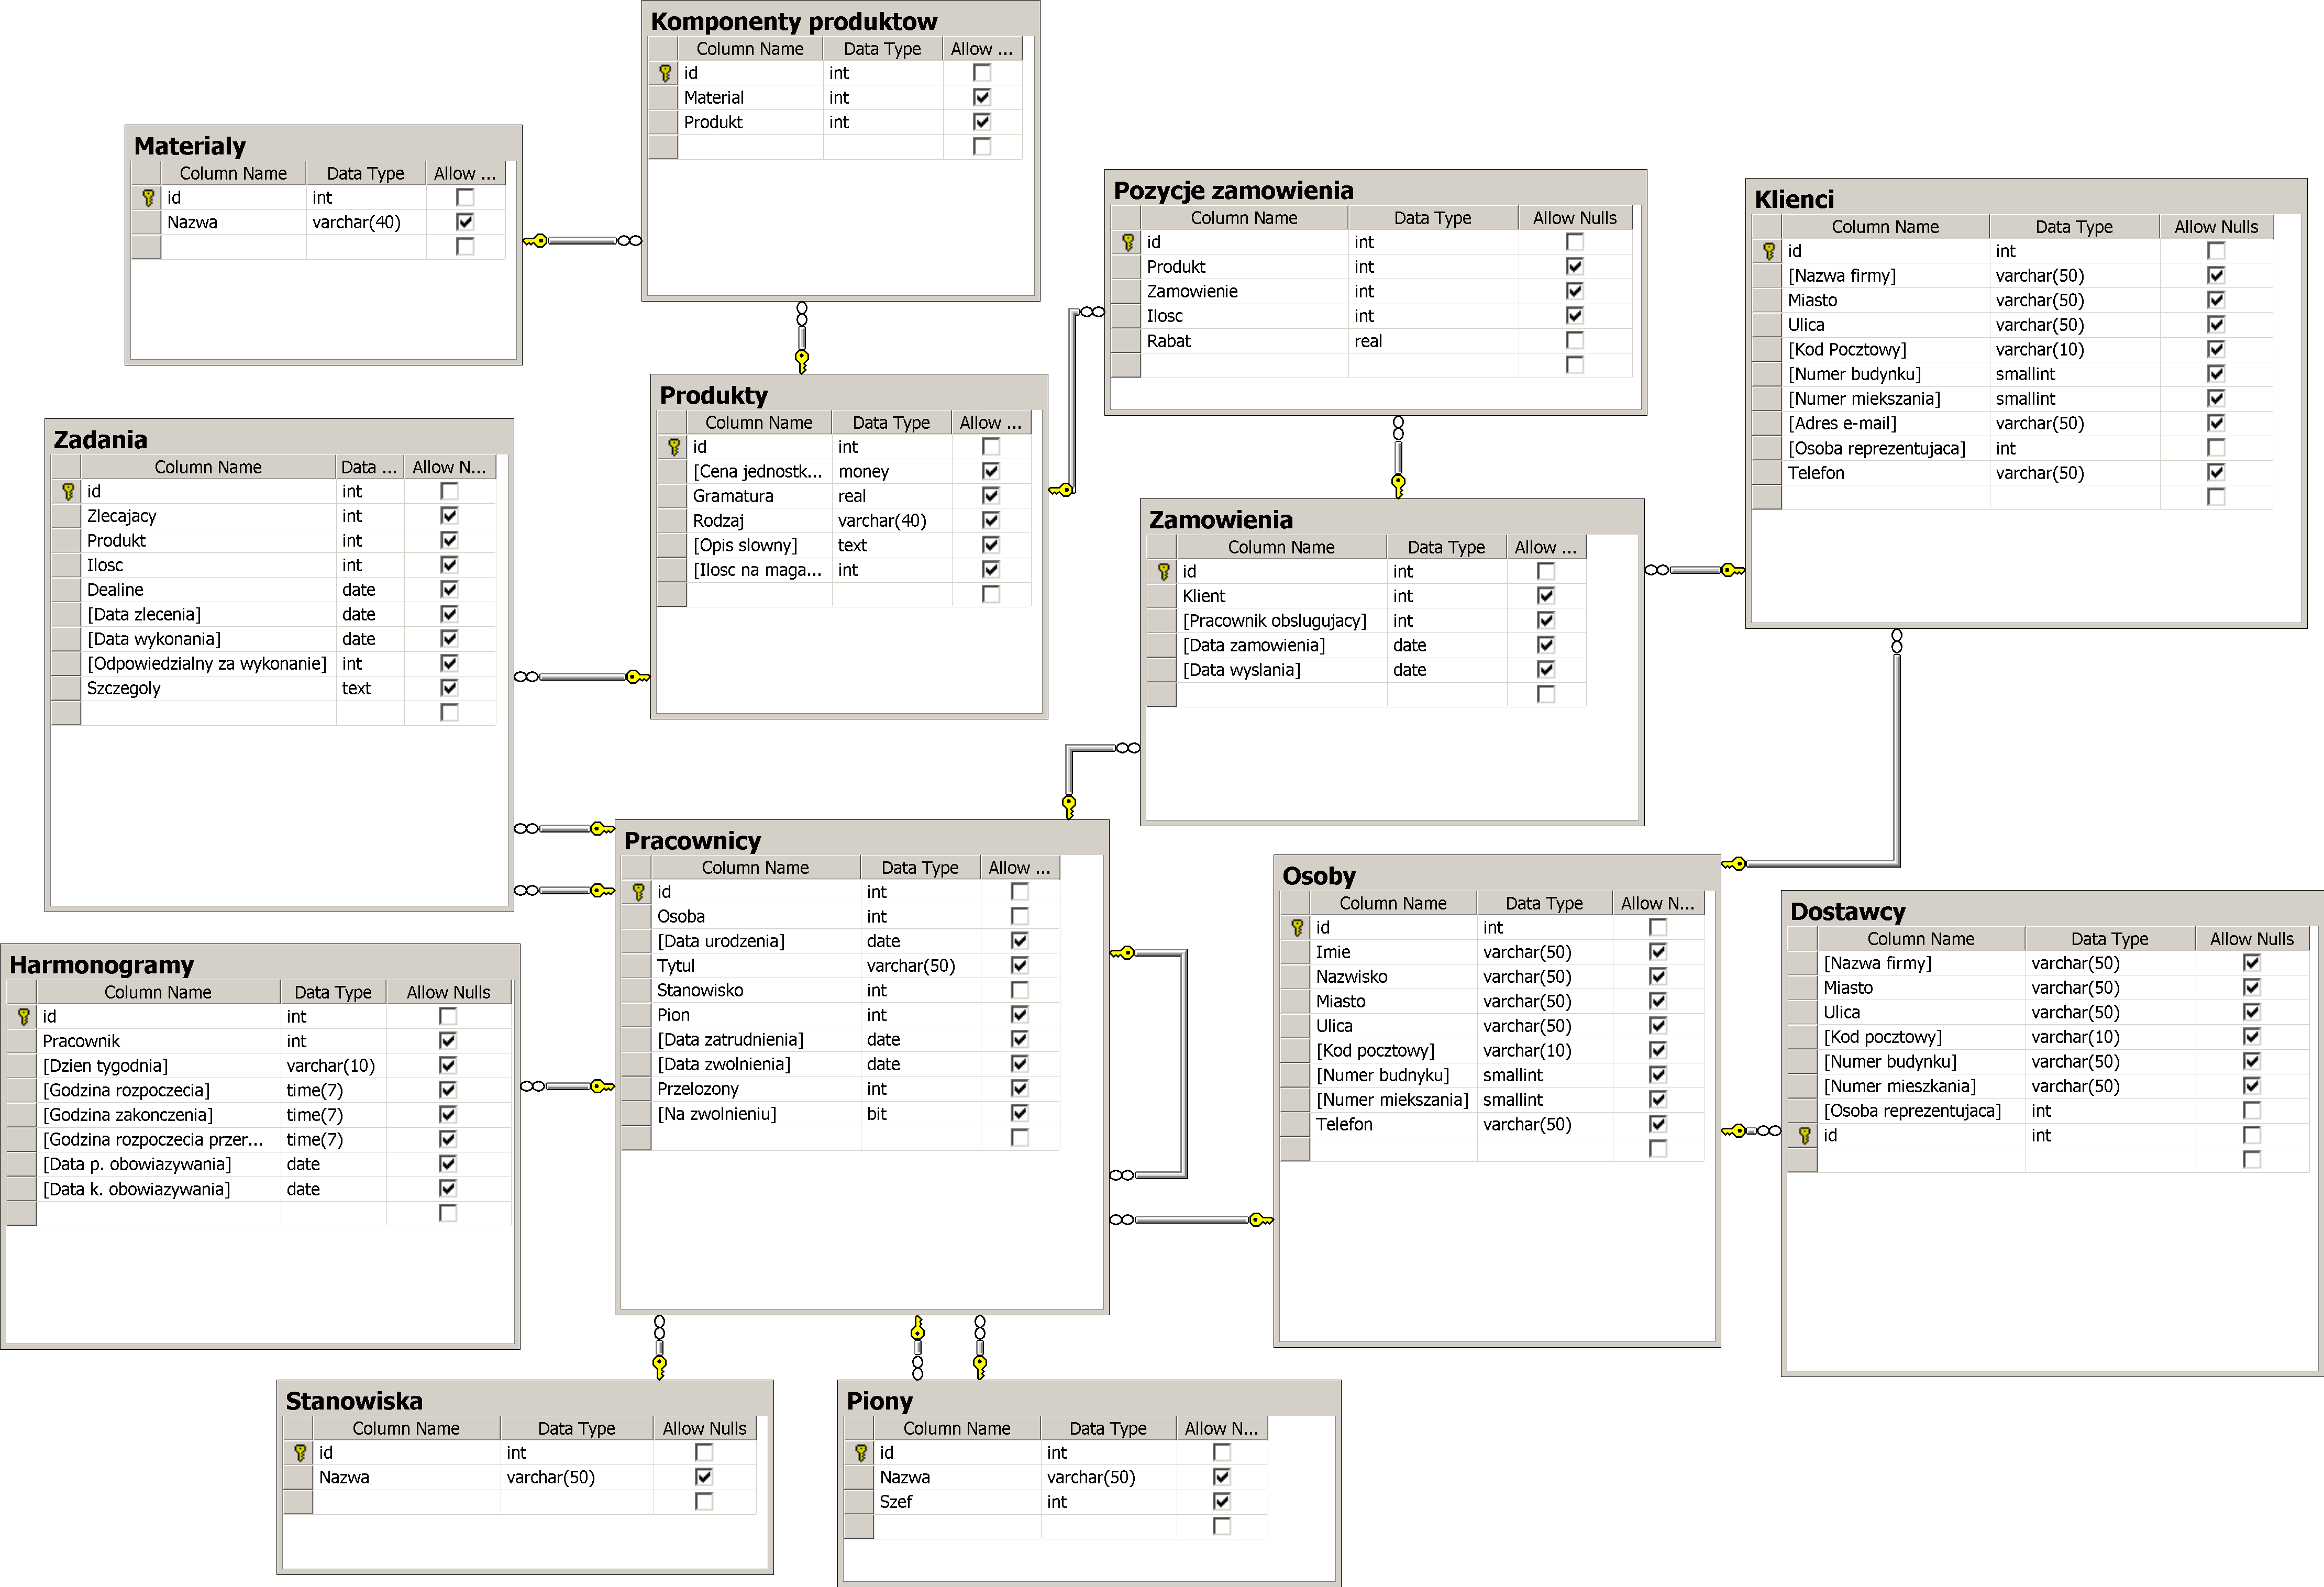 Komponenty produktow
Column Name Data Type Allow ...
id int
Material int
Produkt int
Materialy
Column Name Data Type Allow ...
id int
Nazwa varchar(40)
Pozycje zamowienia
Column Name Data Type Allow Nulls
id int
Produkt int
Zamowienie int
Ilosc int
Rabat real
Klienci
Column Name Data Type Allow Nulls
id int
[Nazwa firmy] varchar(50)
Miasto varchar(50)
Ulica varchar(50)
[Kod Pocztowy] varchar(10)
[Numer budynku] smallint
[Numer miekszania] smallint
[Adres e-mail] varchar(50)
[Osoba reprezentujaca] int
Telefon varchar(50)
Produkty
Column Name Data Type Allow ...
id int
[Cena jednostk... money
Gramatura real
Rodzaj varchar(40)
[Opis slowny] text
[Ilosc na maga... int
Zadania
Column Name Data ... Allow N...
id int
Zlecajacy int
Produkt int
Ilosc int
Dealine date
[Data zlecenia] date
[Data wykonania] date
[Odpowiedzialny za wykonanie] int
Szczegoly text
Zamowienia
Column Name Data Type Allow ...
id int
Klient int
[Pracownik obslugujacy] int
[Data zamowienia] date
[Data wyslania] date
Pracownicy
Column Name Data Type Allow ...
id int
Osoba int
[Data urodzenia] date
Tytul varchar(50)
Stanowisko int
Pion int
[Data zatrudnienia] date
[Data zwolnienia] date
Przelozony int
[Na zwolnieniu] bit
Osoby
Column Name Data Type Allow N...
id int
Imie varchar(50)
Nazwisko varchar(50)
Miasto varchar(50)
Ulica varchar(50)
[Kod pocztowy] varchar(10)
[Numer budnyku] smallint
[Numer miekszania] smallint
Telefon varchar(50)
Dostawcy
Column Name Data Type Allow Nulls
[Nazwa firmy] varchar(50)
Miasto varchar(50)
Ulica varchar(50)
[Kod pocztowy] varchar(10)
[Numer budynku] varchar(50)
[Numer mieszkania] varchar(50)
[Osoba reprezentujaca] int
id int
Harmonogramy
Column Name Data Type Allow Nulls
id int
Pracownik int
[Dzien tygodnia] varchar(10)
[Godzina rozpoczecia] time(7)
[Godzina zakonczenia] time(7)
[Godzina rozpoczecia przer... time(7)
[Data p. obowiazywania] date
[Data k. obowiazywania] date
Stanowiska
Column Name Data Type Allow Nulls
id int
Nazwa varchar(50)
Piony
Column Name Data Type Allow N...
id int
Nazwa varchar(50)
Szef int